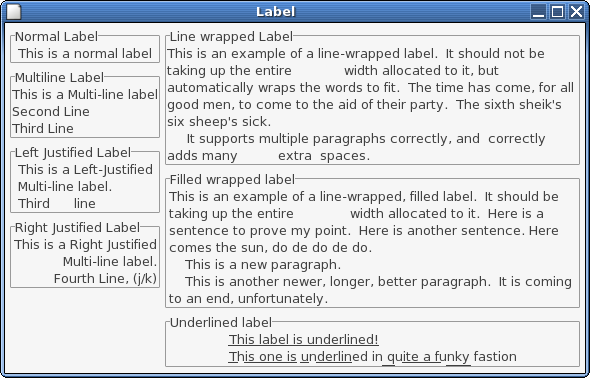 Label
Normal Label
This is a normal label
Multiline Label
This is a Multi-line label
Second Line
Third Line
Left Justified Label
This is a Left-Justified
Multi-line label.
Third      line
Right Justified Label
This is a Right Justified
Multi-line label.
Fourth Line, (j/k)
Line wrapped Label
This is an example of a line-wrapped label.  It should not be
taking up the entire             width allocated to it, but
automatically wraps the words to fit.  The time has come, for all
good men, to come to the aid of their party.  The sixth sheik's
six sheep's sick.
     It supports multiple paragraphs correctly, and  correctly
adds many          extra  spaces.
Filled wrapped label
This is an example of a line-wrapped, filled label.  It should be
taking up the entire              width allocated to it.  Here is a
sentence to prove my point.  Here is another sentence. Here
comes the sun, do de do de do.
    This is a new paragraph.
    This is another newer, longer, better paragraph.  It is coming
to an end, unfortunately.
Underlined label
This label is underlined!
This one is underlined in quite a funky fastion